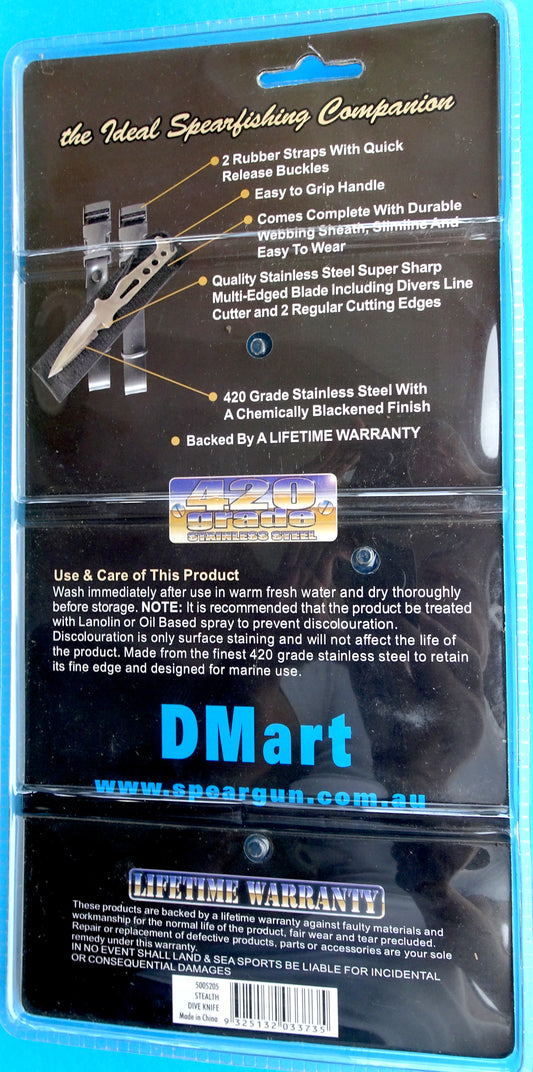 the Ideal Spearfishing Companion
2 Rubber Straps With Quick
Release Buckles
Easy to Grip Handle
Comes Complete With Durable
Webbing Sheath, Slimline And
Easy To Wear
Quality Stainless Steel Super Sharp
Multi-Edged Blade Including Divers Line
Cutter and 2 Regular Cutting Edges
420 Grade Stainless Steel With
A Chemically Blackened Finish
Backed By A LIFETIME WARRANTY
420
grade
STAINLESS STEEL
Use & Care of This Product
Wash immediately after use in warm fresh water and dry thoroughly
before storage. NOTE: It is recommended that the product be treated
with Lanolin or Oil Based spray to prevent discolouration.
Discolouration is only surface staining and will not affect the life of
the product. Made from the finest 420 grade stainless steel to retain
its fine edge and designed for marine use.
DMart
www.speargun.com.au
LIFETIME WARRANTY
These products are backed by a lifetime warranty against faulty materials and
workmanship for the normal life of the product, fair wear and tear precluded.
Repair or replacement of defective products, parts or accessories are your sole
remedy under this warranty.
IN NO EVENT SHALL LAND & SEA SPORTS BE LIABLE FOR INCIDENTAL
OR CONSEQUENTIAL DAMAGES
5005205
STEALTH
DIVE KNIFE
Made in China
9 325132 033735